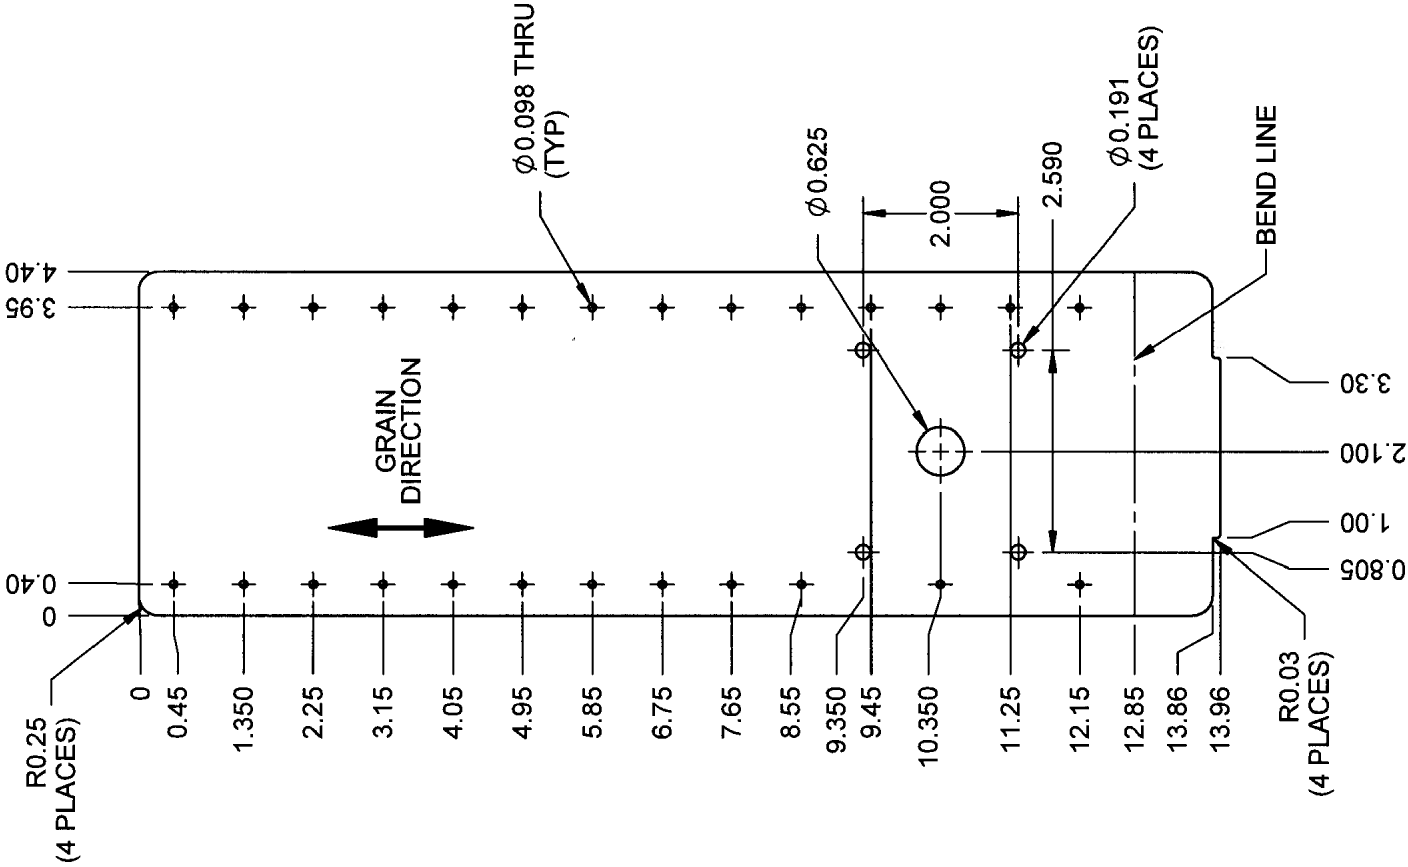 Ø0.098 THRU
(TYP)
Ø0.625
Ø0.191
(4 PLACES)
2.000
2.590
BEND LINE
4.40
3.95
0.40
0
GRAIN
DIRECTION
3.30
2.100
1.00
0.805
R0.25
(4 PLACES)
0
0.45
1.350
2.25
3.15
4.05
4.95
5.85
6.75
7.65
8.55
9.350
9.45
10.350
11.25
12.15
12.85
13.86
13.96
R0.03
(4 PLACES)